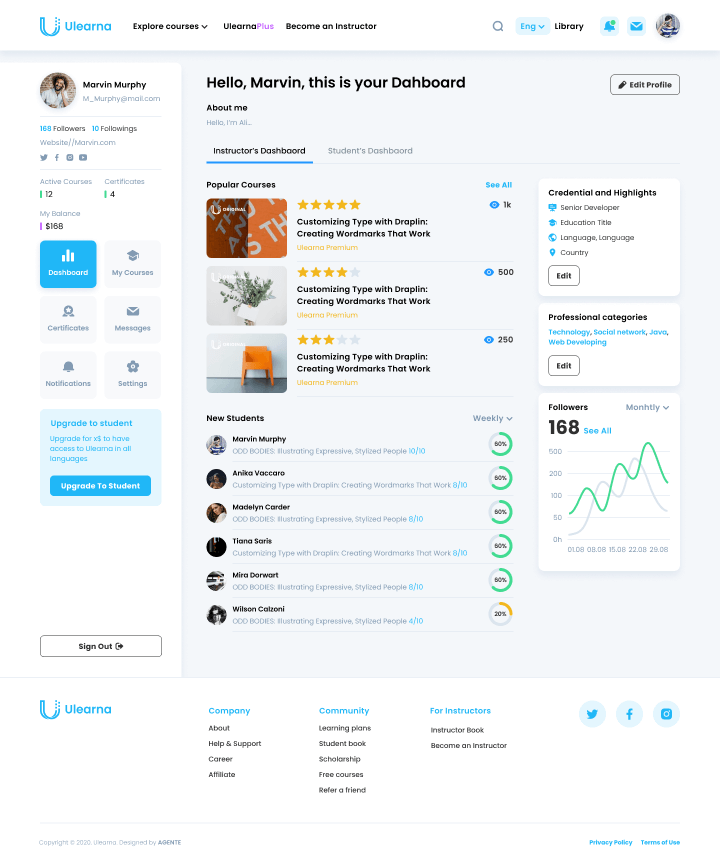 Ulearna
Explore courses
UlearnaPlus
Become an Instructor
Eng
Library
Marvin Murphy
M_Murphy@mail.com
168 Followers 10 Followings
Website//Marvin.com
Active Courses
12
Certificates
4
My Balance
$168
Dashboard
My Courses
Certificates
Messages
Notifications
Settings
Upgrade to student
Upgrade for x$ to have
access to Ulearna in all
languages
Upgrade To Student
Sign Out
Hello, Marvin, this is your Dahboard
Edit Profile
About me
Hello, I'm Ali...
Instructor's Dashbaord
Student's Dashbaord
Popular Courses
See All
ORIGINAL
1k
Customizing Type with Draplin:
Creating Wordmarks That Work
Ulearna Premium
500
Customizing Type with Draplin:
Creating Wordmarks That Work
Ulearna Premium
250
Customizing Type with Draplin:
Creating Wordmarks That Work
Ulearna Premium
New Students
Weekly
Marvin Murphy
ODD BODIES: Illustrating Expressive, Stylized People 10/10
60%
Anika Vaccaro
Customizing Type with Draplin: Creating Wordmarks That Work 8/10
60%
Madelyn Carder
ODD BODIES: Illustrating Expressive, Stylized People 8/10
60%
Tiana Saris
Customizing Type with Draplin: Creating Wordmarks That Work 8/10
60%
Mira Dorwart
ODD BODIES: Illustrating Expressive, Stylized People 8/10
60%
Wilson Calzoni
ODD BODIES: Illustrating Expressive, Stylized People 4/10
20%
Credential and Highlights
Senior Developer
Education Title
Language, Language
Country
Edit
Professional categories
Technology, Social network, Java,
Web Developing
Edit
Followers
Monhtly
168 See All
500
200
100
50
0h
01.08 08.08 15.08 22.08 29.08
Ulearna
Company
About
Help & Support
Career
Affiliate
Community
Learning plans
Student book
Scholarship
Free courses
Refer a friend
For Instructors
Instructor Book
Become an Instructor
Copyright © 2020, Ulearna. Designed by AGENTE
Privacy Policy
Terms of Use